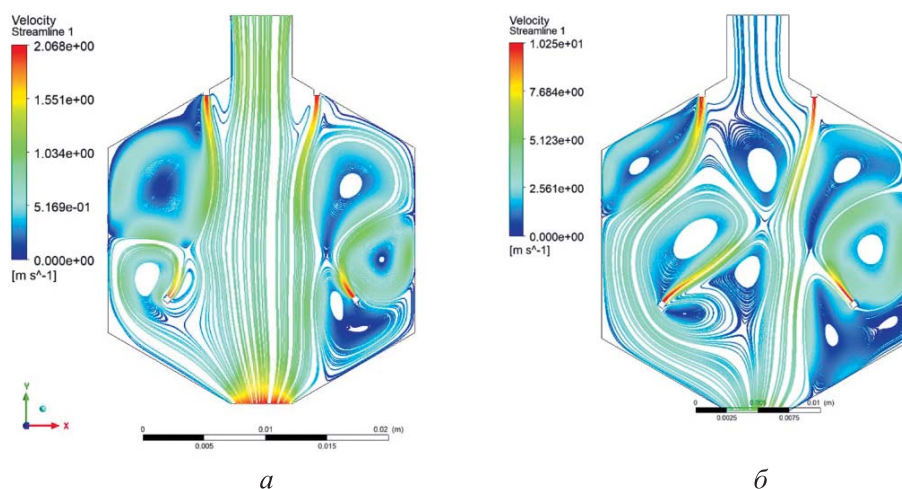 Velocity
Streamline 1
2.068e+00
1.551e+00
1.034e+00
5.169e-01
0.000e+00
[m s^-1]
Y
X
0
0.01
0.02 (m)
0.005
0.015
а
Velocity
Streamline 1
1.025e+01
7.684e+00
5.123e+00
2.561e+00
0.000e+00
[m s^-1]
0
0.005
0.01 (m)
0.0025
0.0075
б